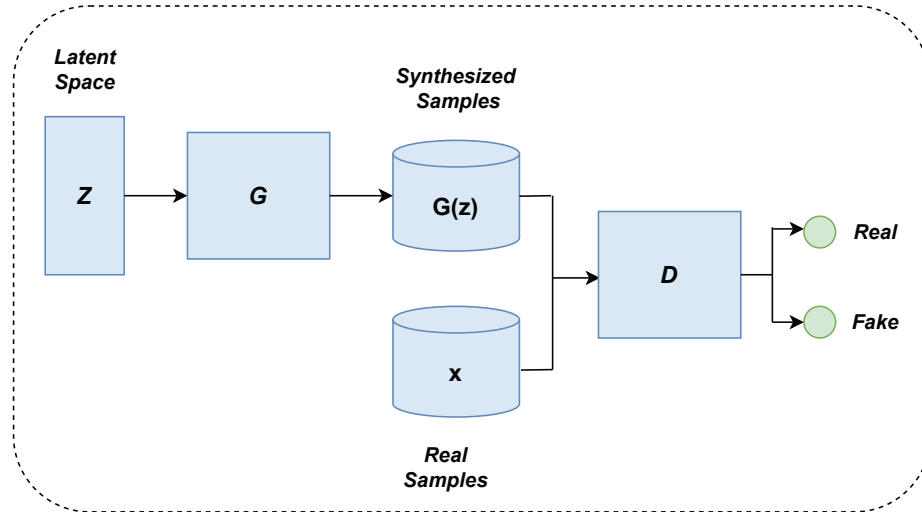 Latent
Space
Synthesized
Samples
Z
G
G(z)
D
Real
Fake
x
Real
Samples